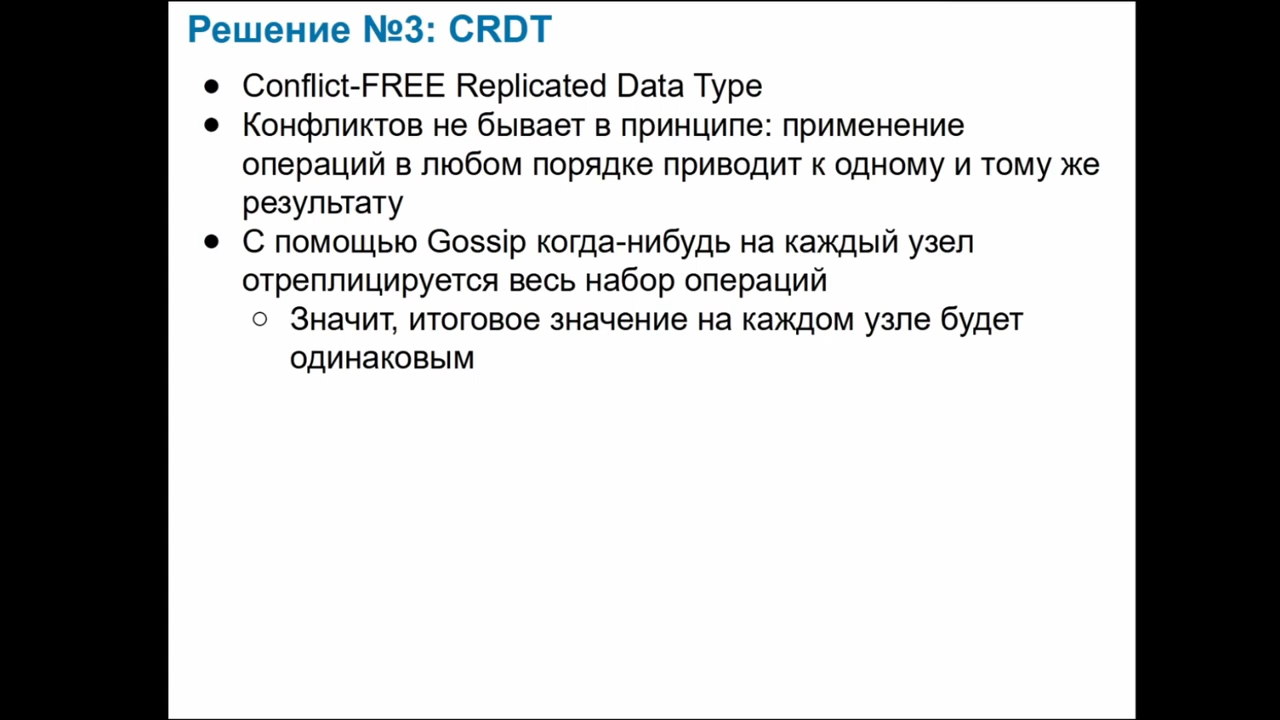 Решение №3: CRDT
● Conflict-FREE Replicated Data Type
● Конфликтов не бывает в принципе: применение
операций в любом порядке приводит к одному и тому же
результату
● С помощью Gossip когда-нибудь на каждый узел
отреплицируется весь набор операций
○ Значит, итоговое значение на каждом узле будет
одинаковым